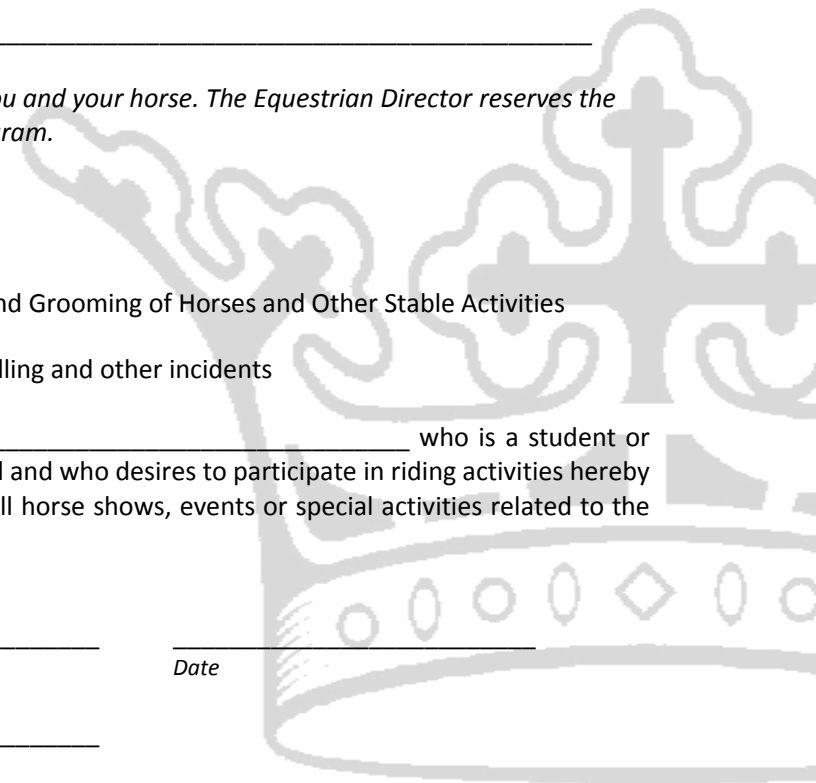 ou and your horse. The Equestrian Director reserves the
ram.
nd Grooming of Horses and Other Stable Activities
lling and other incidents
who is a student or
l and who desires to participate in riding activities hereby
ll horse shows, events or special activities related to the
Date